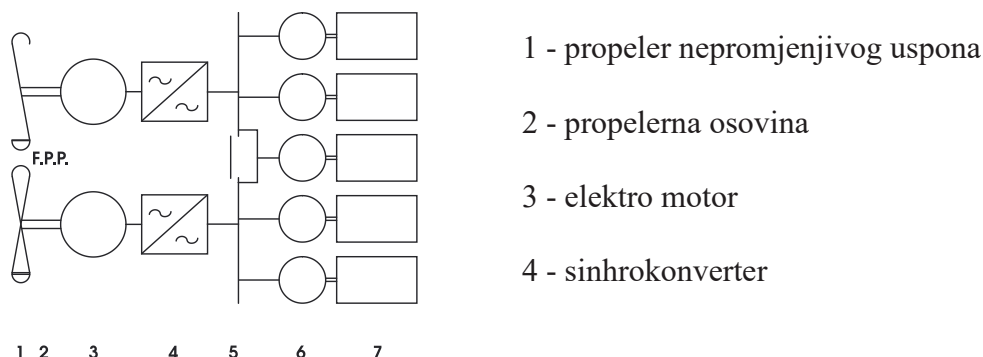 F.P.P.
1 2 3 4 5 6 7
1 - propeler nepromjenjivog uspona
2 - propelerna osovina
3 - elektro motor
4 - sinhrokonverter